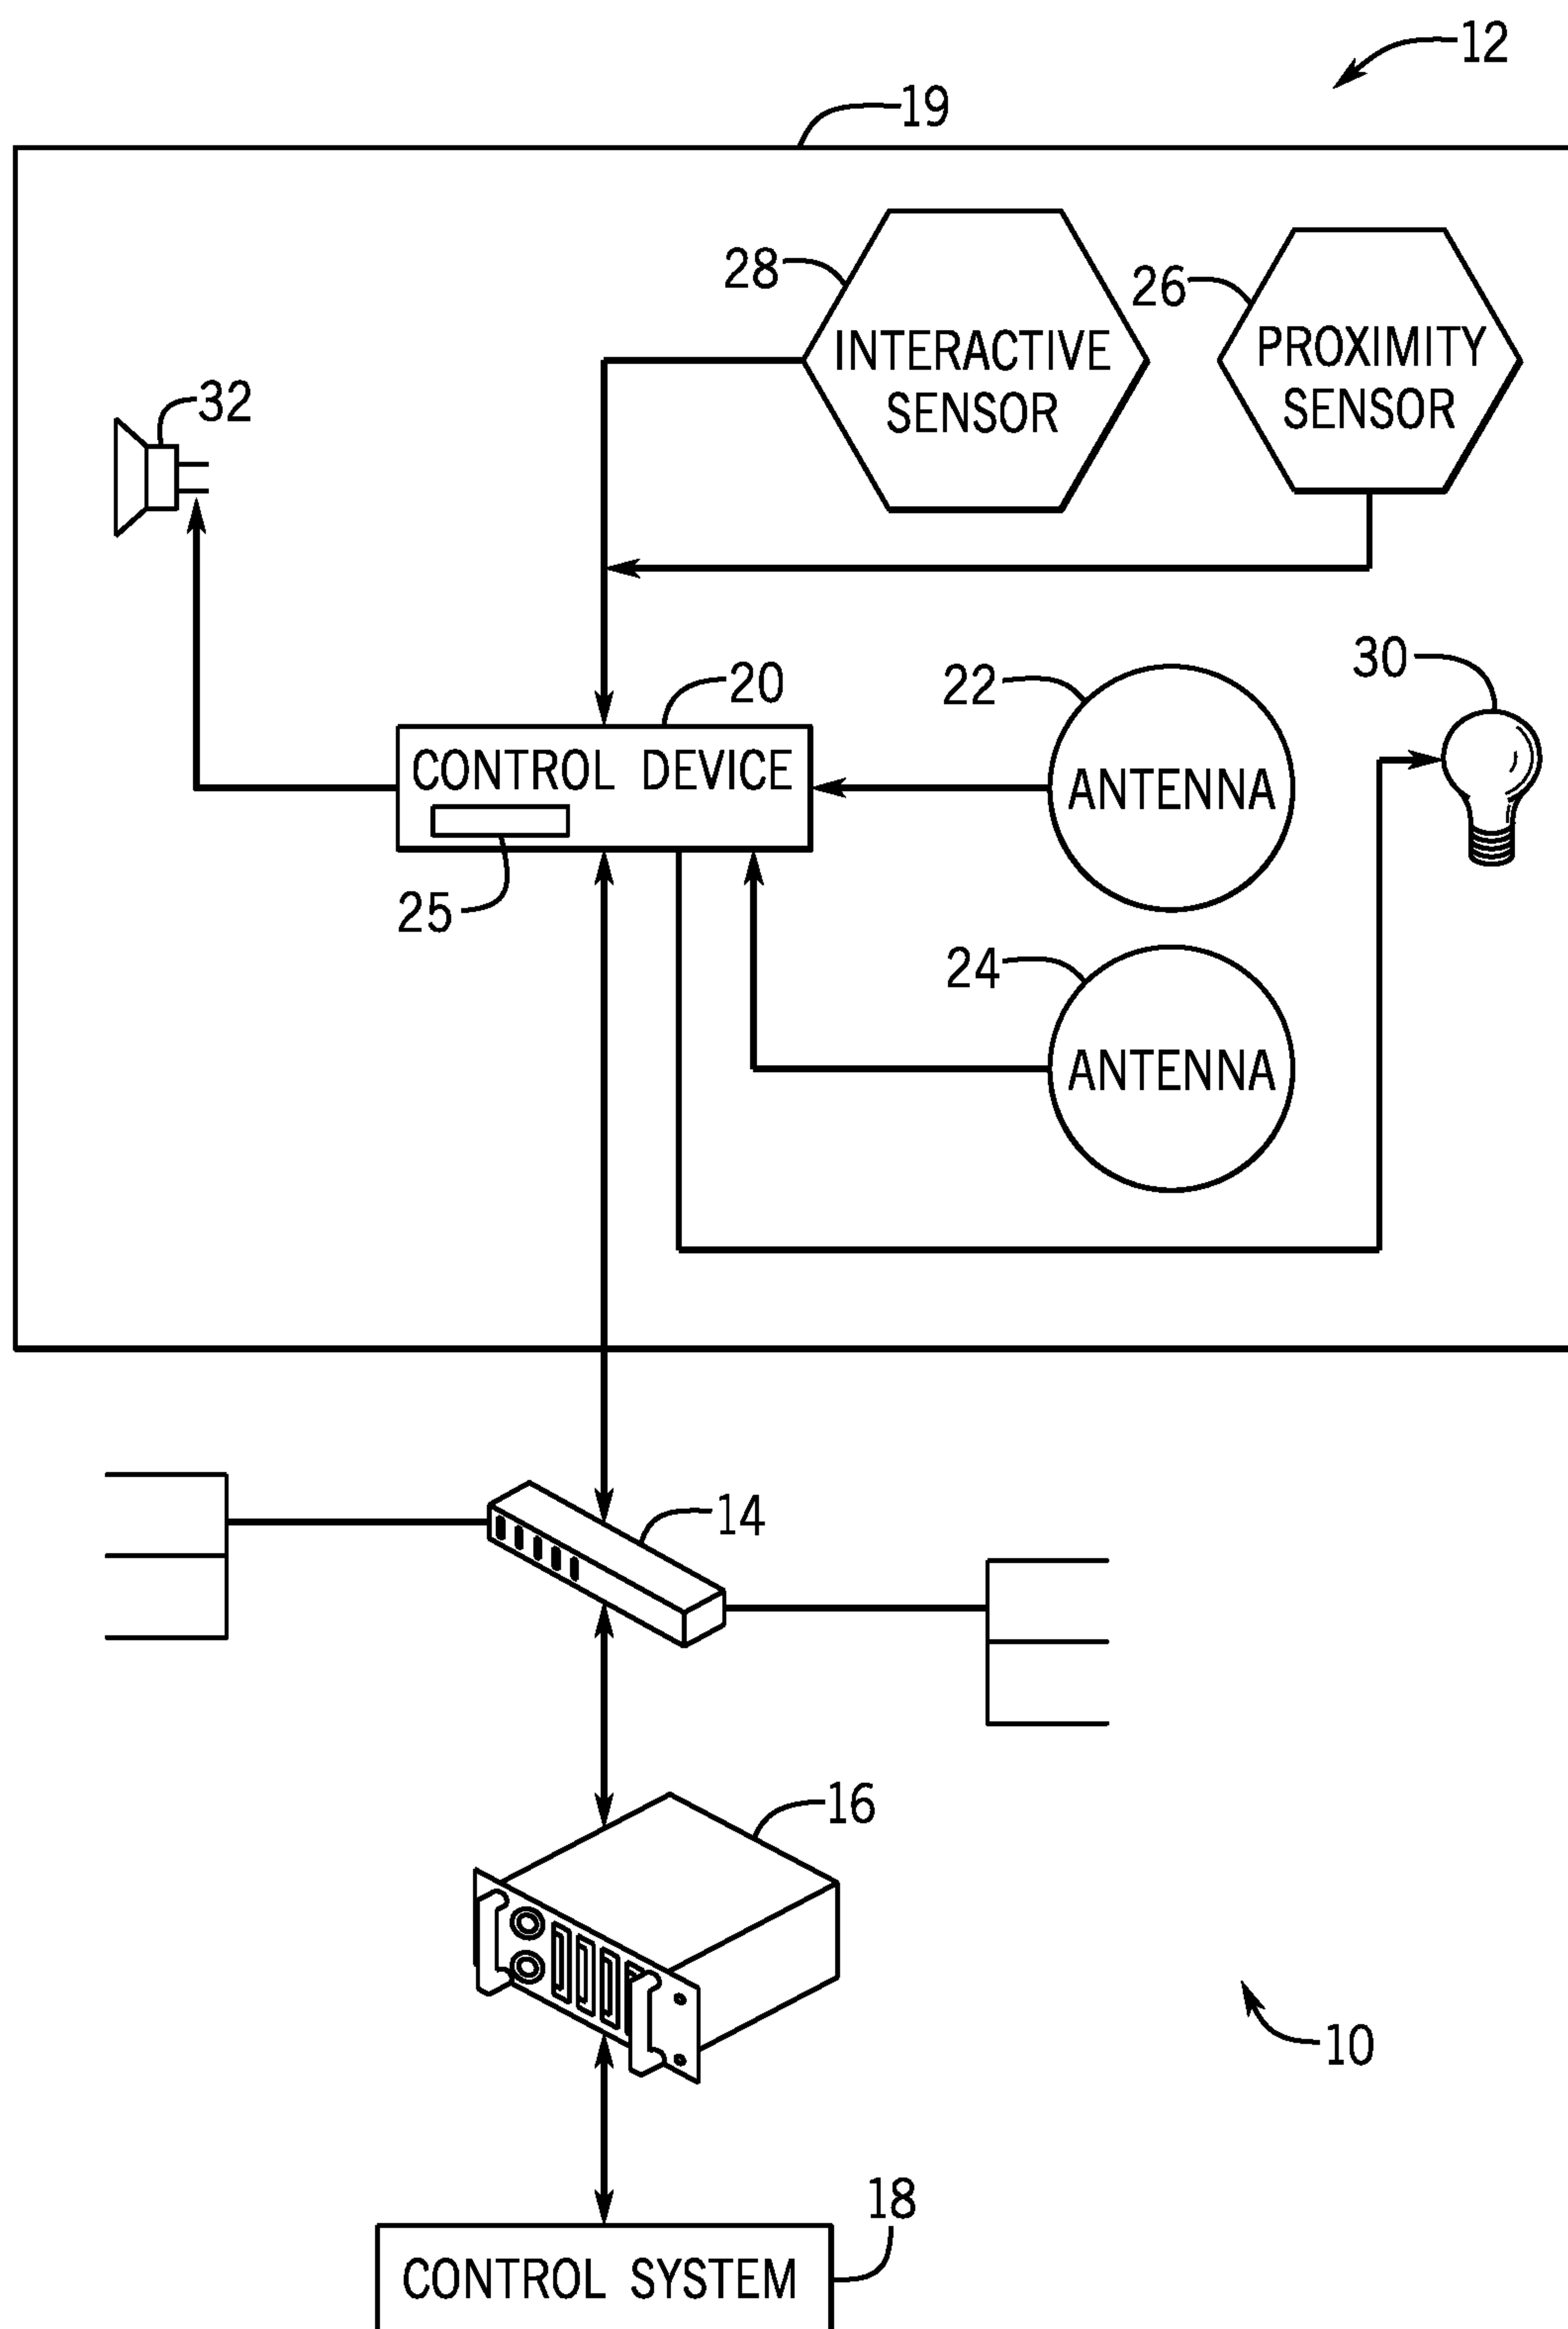 12
19
28
26
INTERACTIVE
SENSOR
PROXIMITY
SENSOR
32
20
22
30
CONTROL DEVICE
ANTENNA
25
24
ANTENNA
14
16
10
18
CONTROL SYSTEM